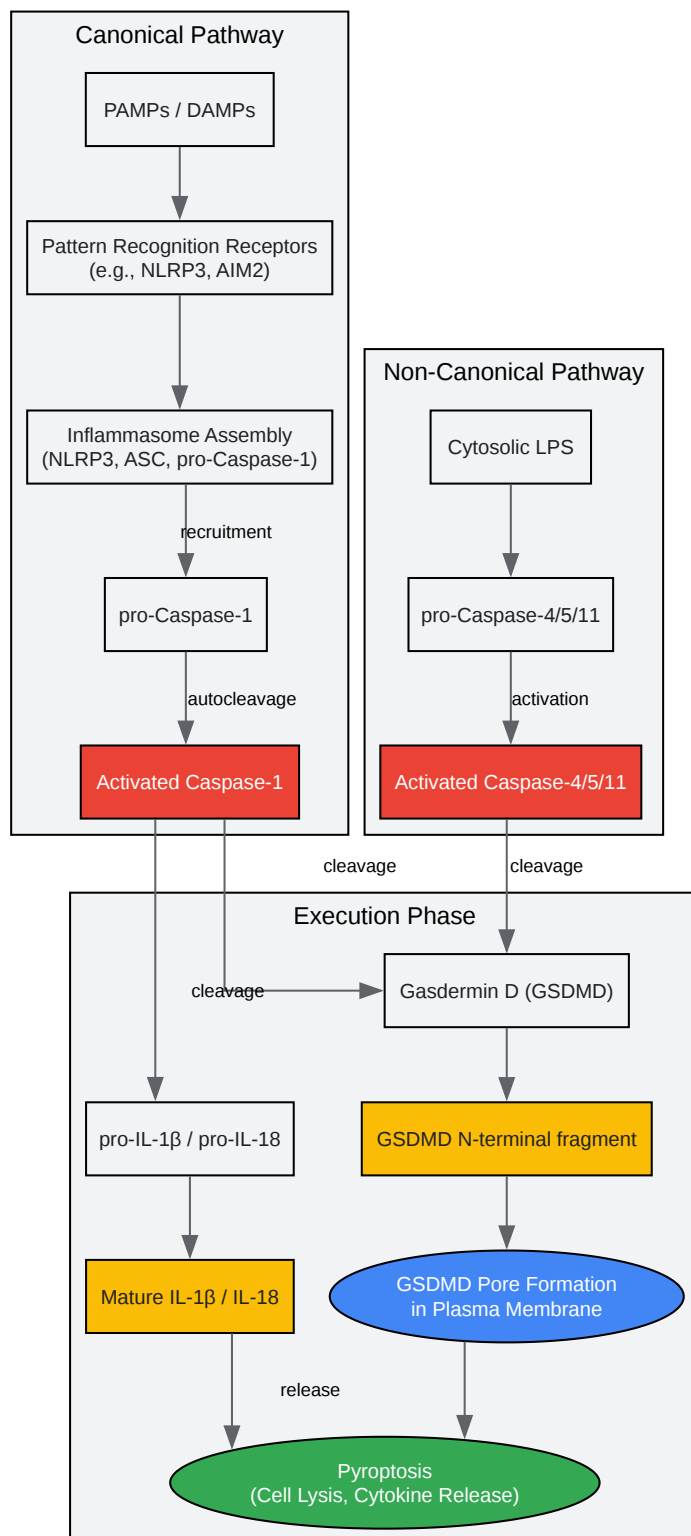 Canonical Pathway
PAMPs / DAMPs
Pattern Recognition Receptors
(e.g., NLRP3, AIM2)
Inflammasome Assembly
(NLRP3, ASC, pro-Caspase-1)
recruitment
pro-Caspase-1
autocleavage
Activated Caspase-1
Non-Canonical Pathway
Cytosolic LPS
pro-Caspase-4/5/11
activation
Activated Caspase-4/5/11
cleavage
cleavage
Execution Phase
Gasdermin D (GSDMD)
cleavage
pro-IL-1β / pro-IL-18
GSDMD N-terminal fragment
Mature IL-1β / IL-18
GSDMD Pore Formation
in Plasma Membrane
release
Pyroptosis
(Cell Lysis, Cytokine Release)